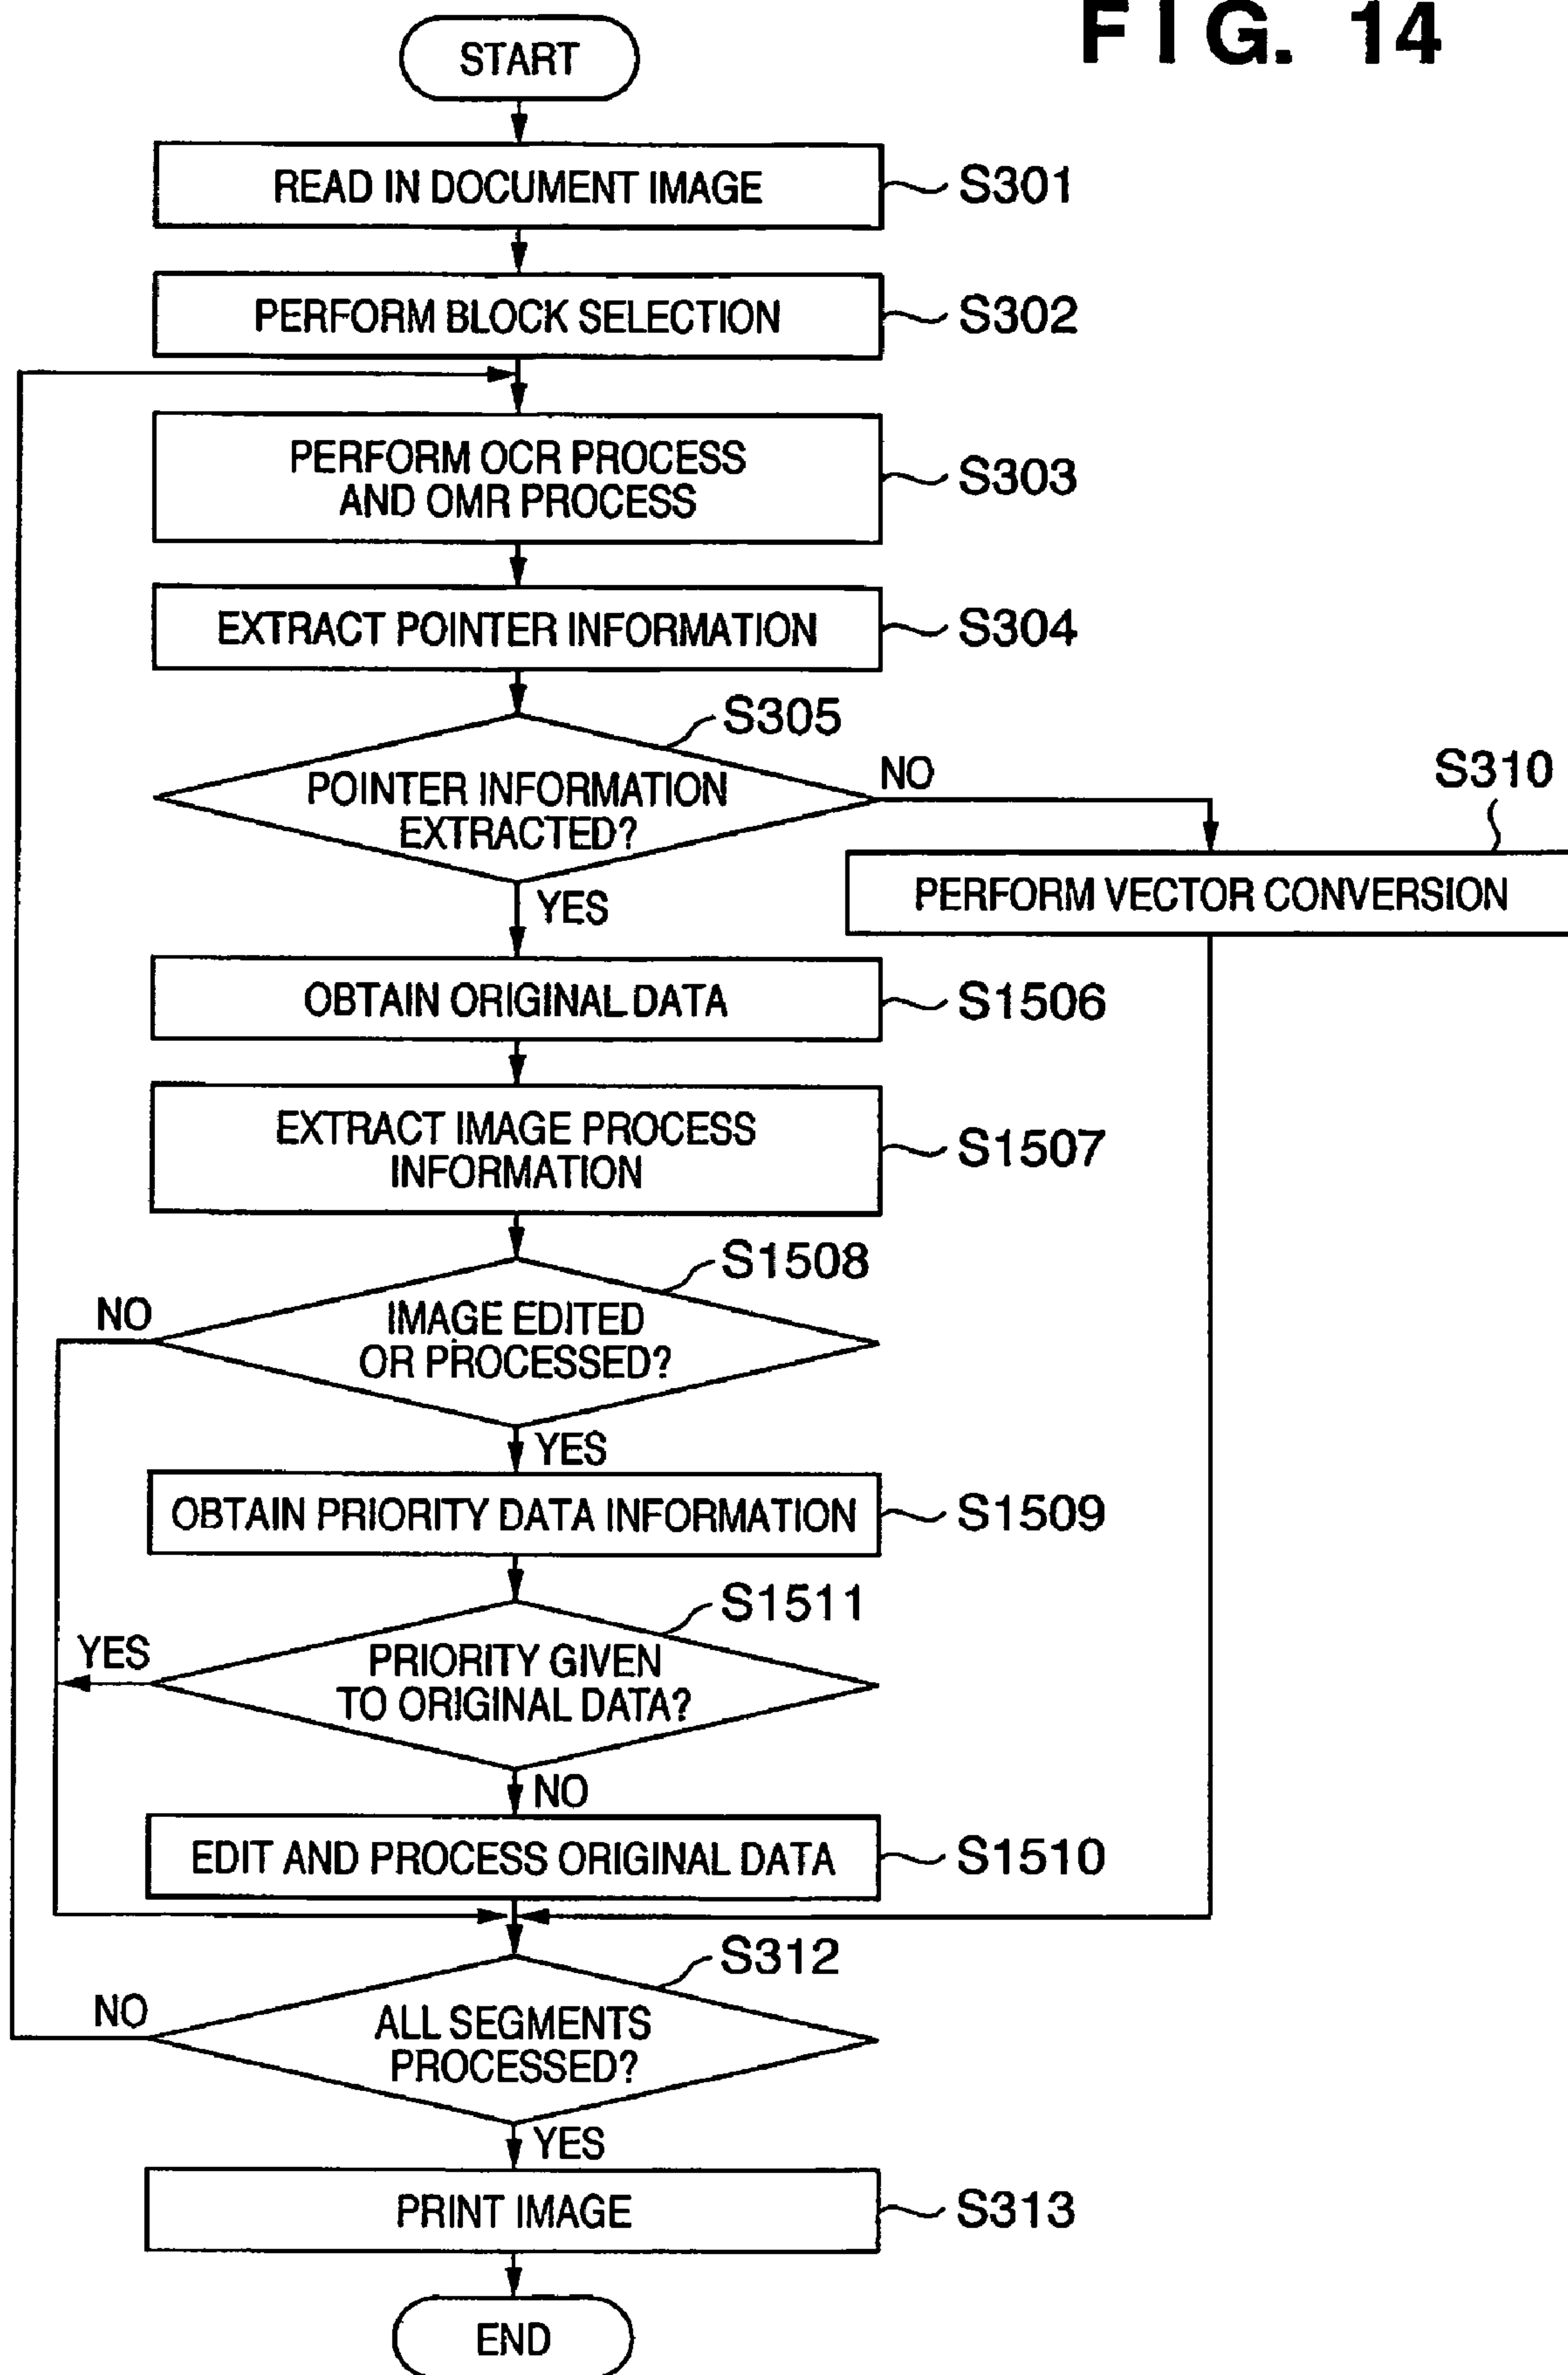 FIG. 14
START
READ IN DOCUMENT IMAGE
S301
PERFORM BLOCK SELECTION
S302
PERFORM OCR PROCESS
AND OMR PROCESS
S303
EXTRACT POINTER INFORMATION
S304
S305
POINTER INFORMATION
EXTRACTED?
NO
S310
PERFORM VECTOR CONVERSION
YES
OBTAIN ORIGINAL DATA
S1506
EXTRACT IMAGE PROCESS
INFORMATION
S1507
S1508
NO
IMAGE EDITED
OR PROCESSED?
YES
OBTAIN PRIORITY DATA INFORMATION
S1509
S1511
YES
PRIORITY GIVEN
TO ORIGINAL DATA?
NO
EDIT AND PROCESS ORIGINAL DATA
S1510
S312
NO
ALL SEGMENTS
PROCESSED?
YES
PRINT IMAGE
S313
END